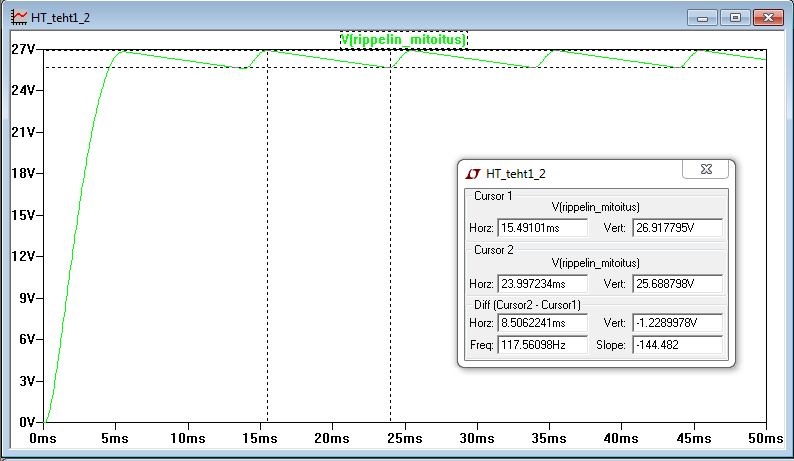 HT_teht1_2
V(rippelin_mitoitus)
27V
24V
21V
18V
15V
12V
9V
6V
3V
0V
0ms 5ms 10ms 15ms 20ms 25ms 30ms 35ms 40ms 45ms 50ms
HT_teht1_2
Cursor 1
V(rippelin_mitoitus)
Horz: 15.49101ms Vert: 26.917795V
Cursor 2
V(rippelin_mitoitus)
Horz: 23.997234ms Vert: 25.688798V
Diff (Cursor2 - Cursor1)
Horz: 8.5062241ms Vert: -1.2289978V
Freq: 117.56098Hz Slope: -144.482